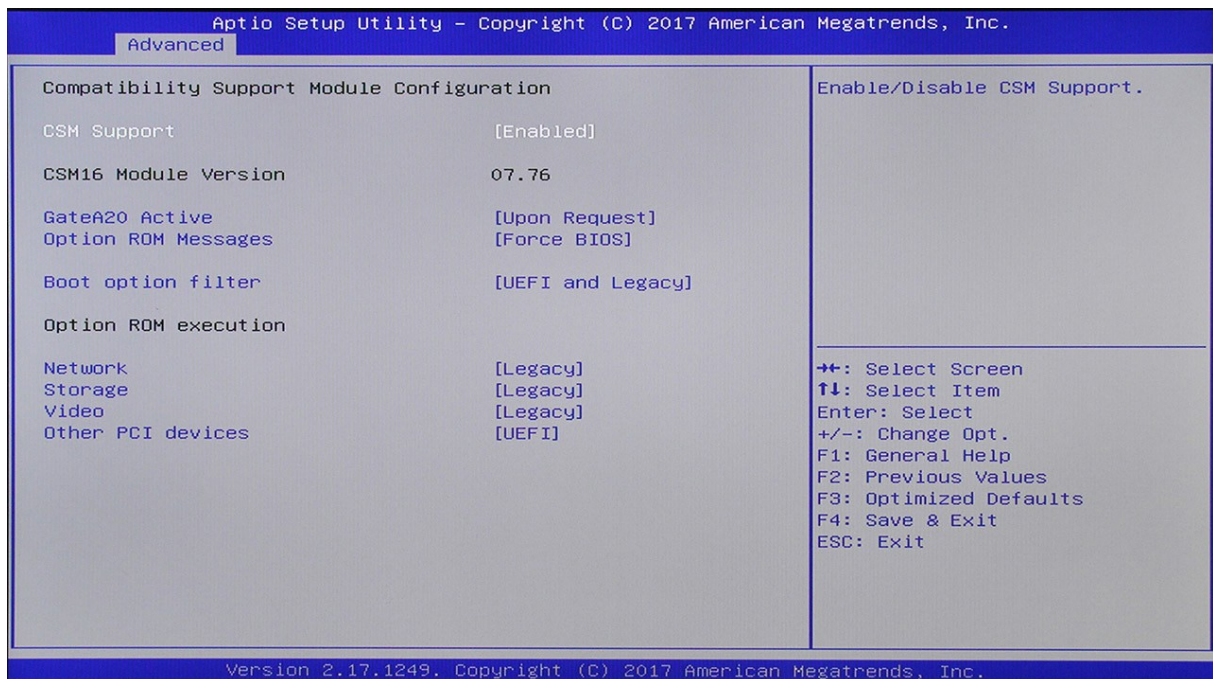 Aptio Setup Utility – Copyright (C) 2017 American Megatrends, Inc.
Advanced
Compatibility Support Module Configuration
CSM Support [Enabled]
CSM16 Module Version 07.76
GateA20 Active [Upon Request]
Option ROM Messages [Force BIOS]
Boot option filter [UEFI and Legacy]
Option ROM execution
Network [Legacy]
Storage [Legacy]
Video [Legacy]
Other PCI devices [UEFI]
Enable/Disable CSM Support.
→←: Select Screen
↑↓: Select Item
Enter: Select
+/-: Change Opt.
F1: General Help
F2: Previous Values
F3: Optimized Defaults
F4: Save & Exit
ESC: Exit
Version 2.17.1249. Copyright (C) 2017 American Megatrends, Inc.